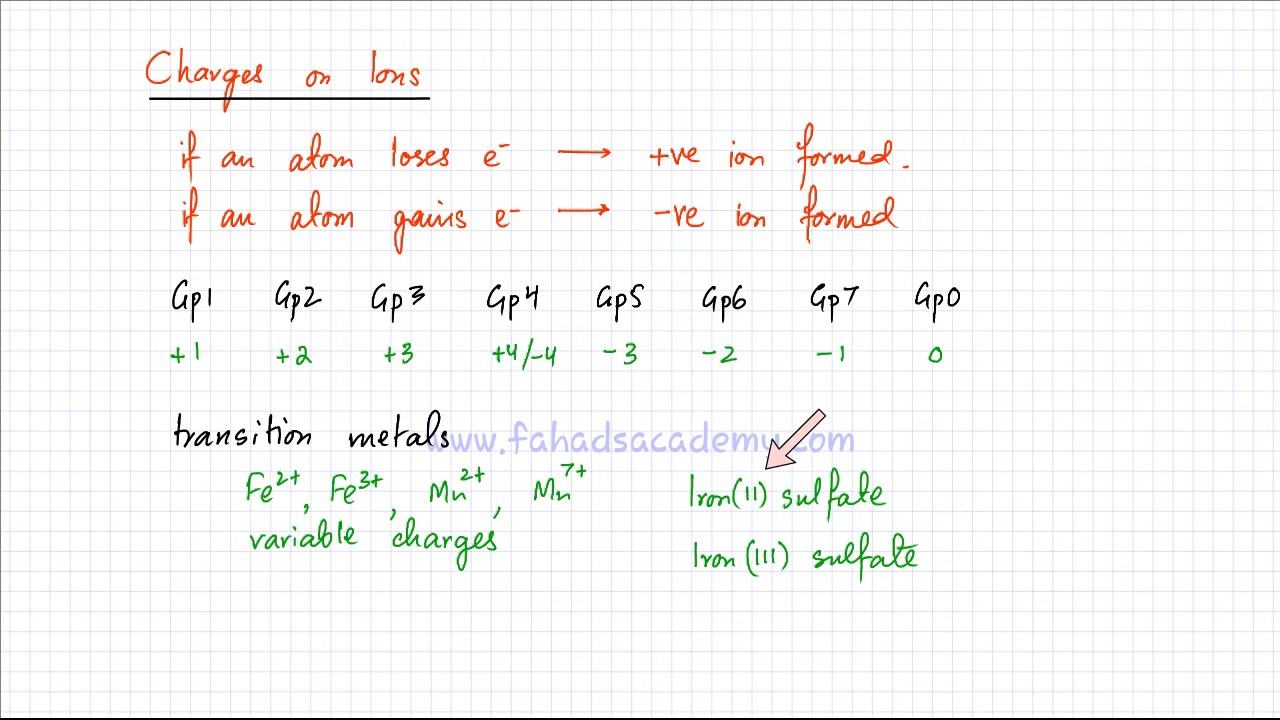 Charges on Ions
if an atom loses e⁻ → +ve ion formed.
if an atom gains e⁻ → -ve ion formed
Gp1 Gp2 Gp3 Gp4 Gp5 Gp6 Gp7 Gp0
+1 +2 +3 +4/-4 -3 -2 -1 0
transition metals
www.fahadsacademy.com
Fe²⁺, Fe³⁺, Mn²⁺, Mn⁷⁺
variable charges
Iron(II) sulfate
Iron(III) sulfate